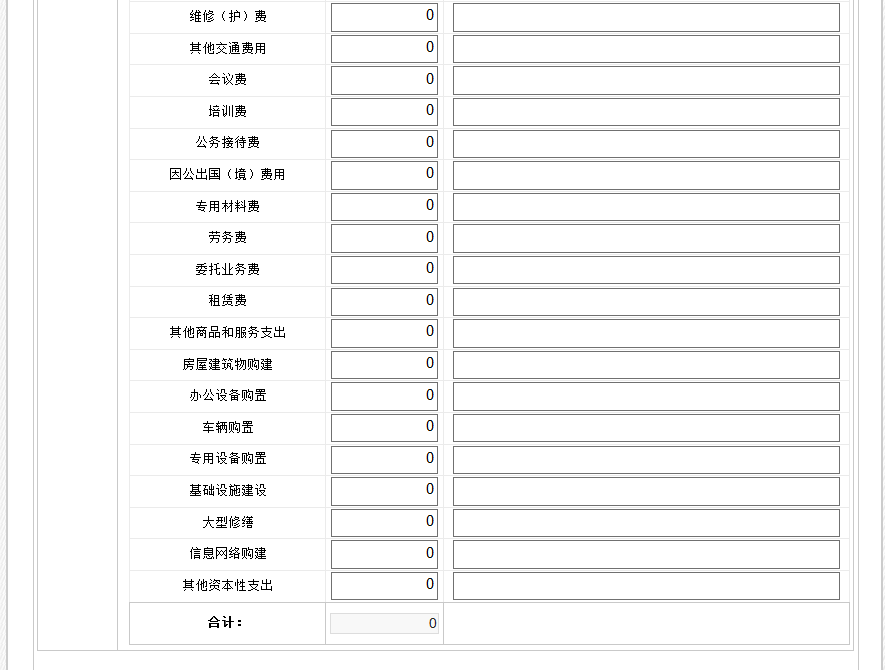 维修（护）费 0
其他交通费用 0
会议费 0
培训费 0
公务接待费 0
因公出国（境）费用 0
专用材料费 0
劳务费 0
委托业务费 0
租赁费 0
其他商品和服务支出 0
房屋建筑物购建 0
办公设备购置 0
车辆购置 0
专用设备购置 0
基础设施建设 0
大型修缮 0
信息网络购建 0
其他资本性支出 0
合计： 0